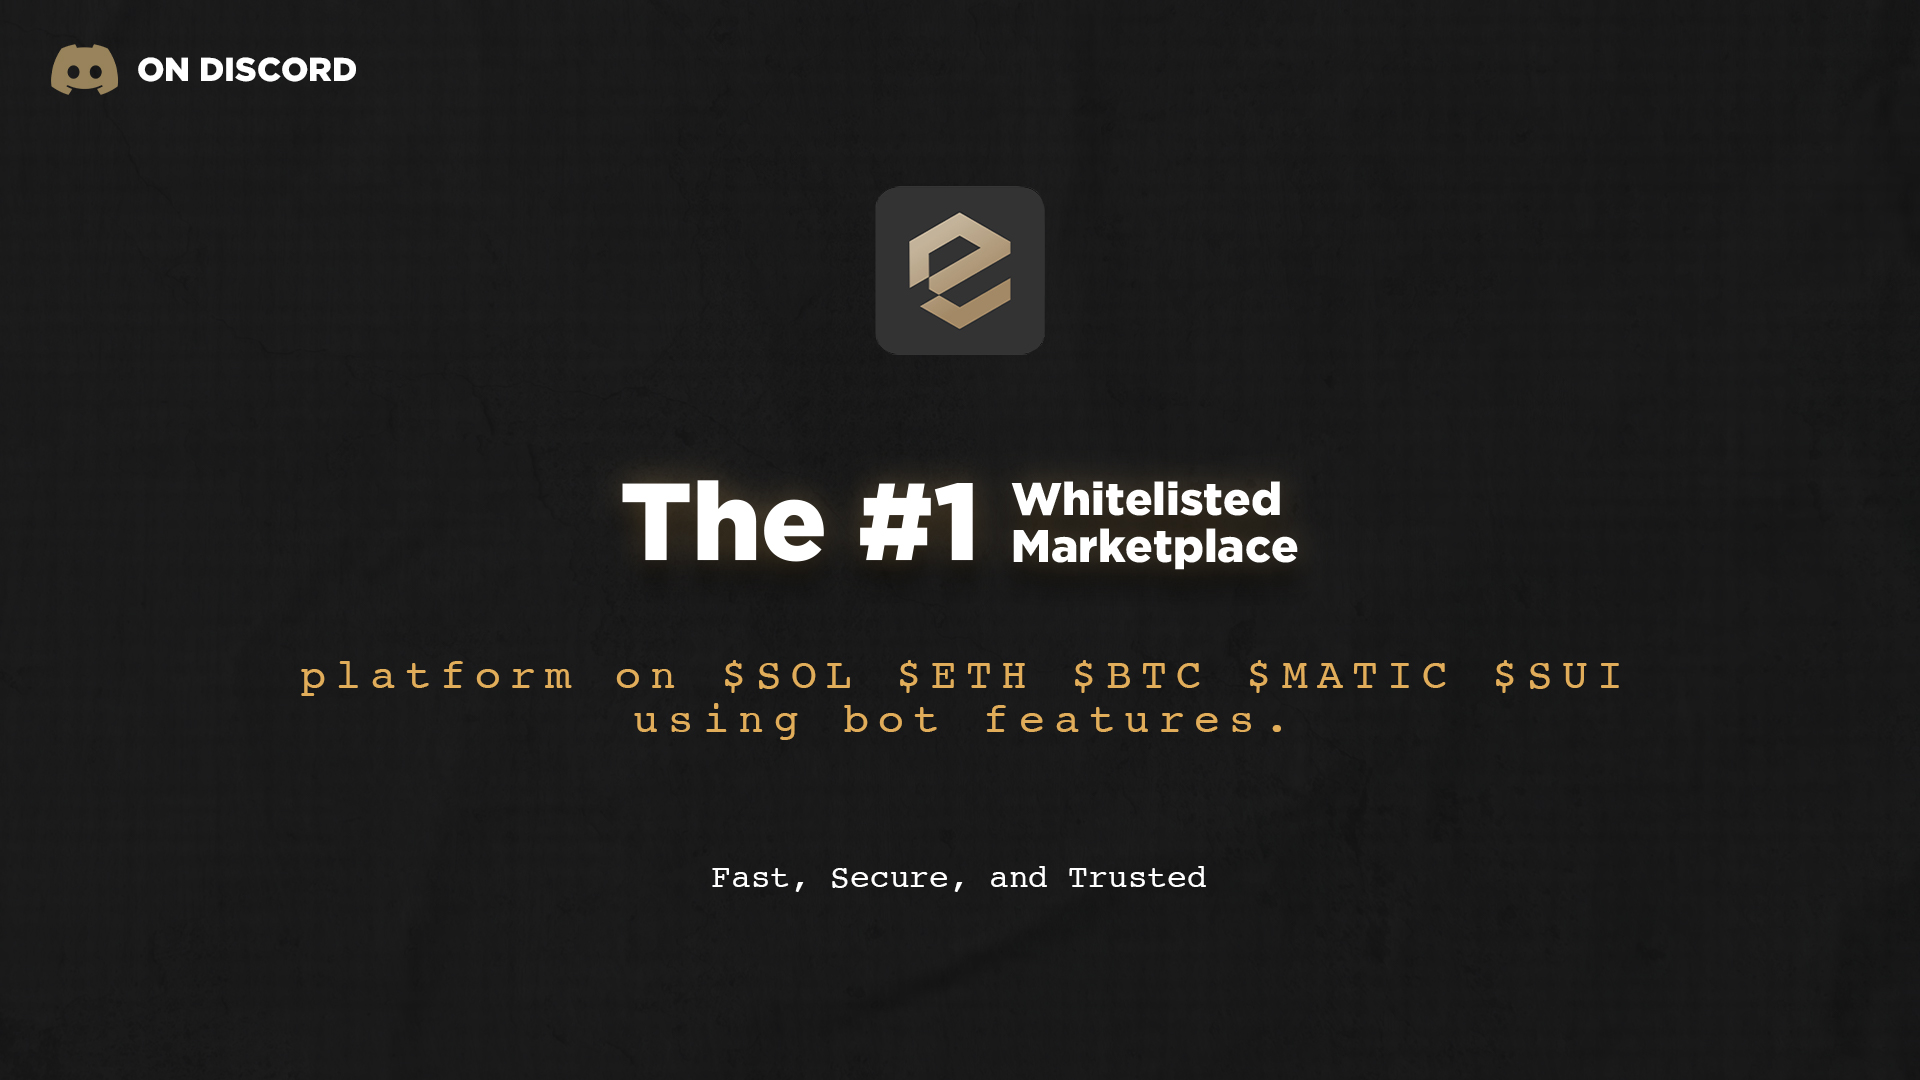 ON DISCORD
The #1 Whitelisted
Marketplace
platform on $SOL $ETH $BTC $MATIC $SUI
using bot features.
Fast, Secure, and Trusted